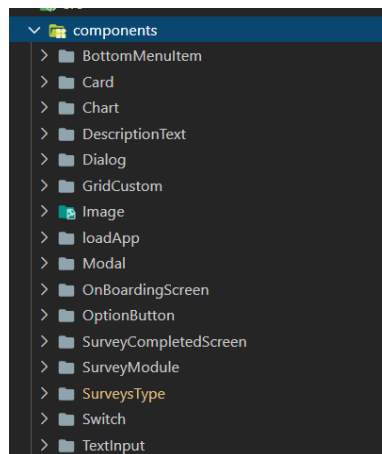 components
BottomMenuItem
Card
Chart
DescriptionText
Dialog
GridCustom
Image
loadApp
Modal
OnBoardingScreen
OptionButton
SurveyCompletedScreen
SurveyModule
SurveysType
Switch
TextInput